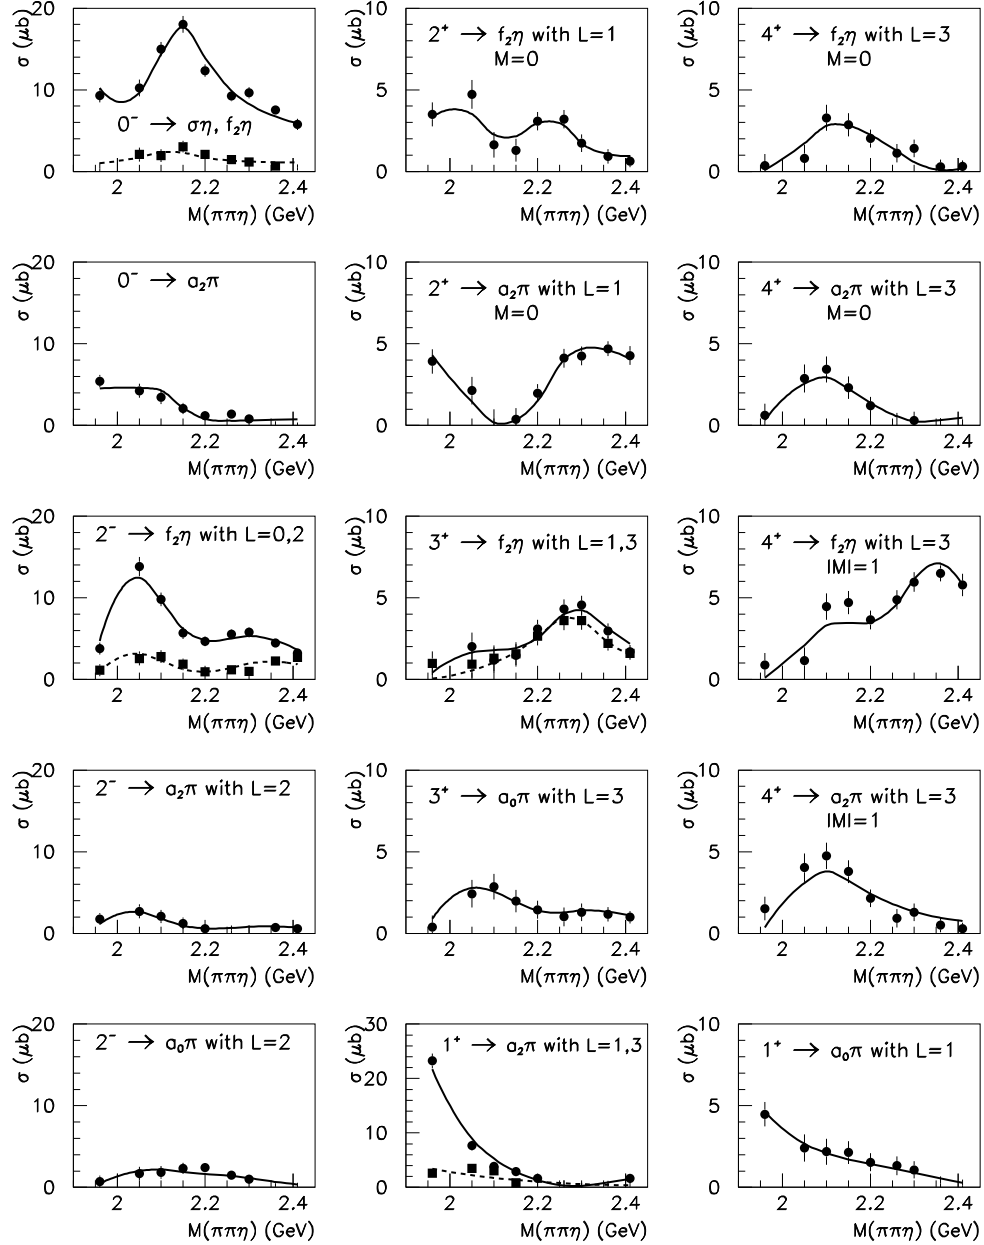 σ (μb)
20
10
0
0⁻ → ση, f₂η
2
2.2
2.4
M(ππη) (GeV)
σ (μb)
10
5
0
2⁺ → f₂η with L=1
M=0
2
2.2
2.4
M(ππη) (GeV)
σ (μb)
10
5
0
4⁺ → f₂η with L=3
M=0
2
2.2
2.4
M(ππη) (GeV)
σ (μb)
20
10
0
0⁻ → a₂π
2
2.2
2.4
M(ππη) (GeV)
σ (μb)
10
5
0
2⁺ → a₂π with L=1
M=0
2
2.2
2.4
M(ππη) (GeV)
σ (μb)
10
5
0
4⁺ → a₂π with L=3
M=0
2
2.2
2.4
M(ππη) (GeV)
σ (μb)
20
10
0
2⁻ → f₂η with L=0,2
2
2.2
2.4
M(ππη) (GeV)
σ (μb)
10
5
0
3⁺ → f₂η with L=1,3
2
2.2
2.4
M(ππη) (GeV)
σ (μb)
10
5
0
4⁺ → f₂η with L=3
|M|=1
2
2.2
2.4
M(ππη) (GeV)
σ (μb)
20
10
0
2⁻ → a₂π with L=2
2
2.2
2.4
M(ππη) (GeV)
σ (μb)
10
5
0
3⁺ → a₀π with L=3
2
2.2
2.4
M(ππη) (GeV)
σ (μb)
10
5
0
4⁺ → a₂π with L=3
|M|=1
2
2.2
2.4
M(ππη) (GeV)
σ (μb)
20
10
0
2⁻ → a₀π with L=2
2
2.2
2.4
M(ππη) (GeV)
σ (μb)
30
20
10
0
1⁺ → a₂π with L=1,3
2
2.2
2.4
M(ππη) (GeV)
σ (μb)
10
5
0
1⁺ → a₀π with L=1
2
2.2
2.4
M(ππη) (GeV)